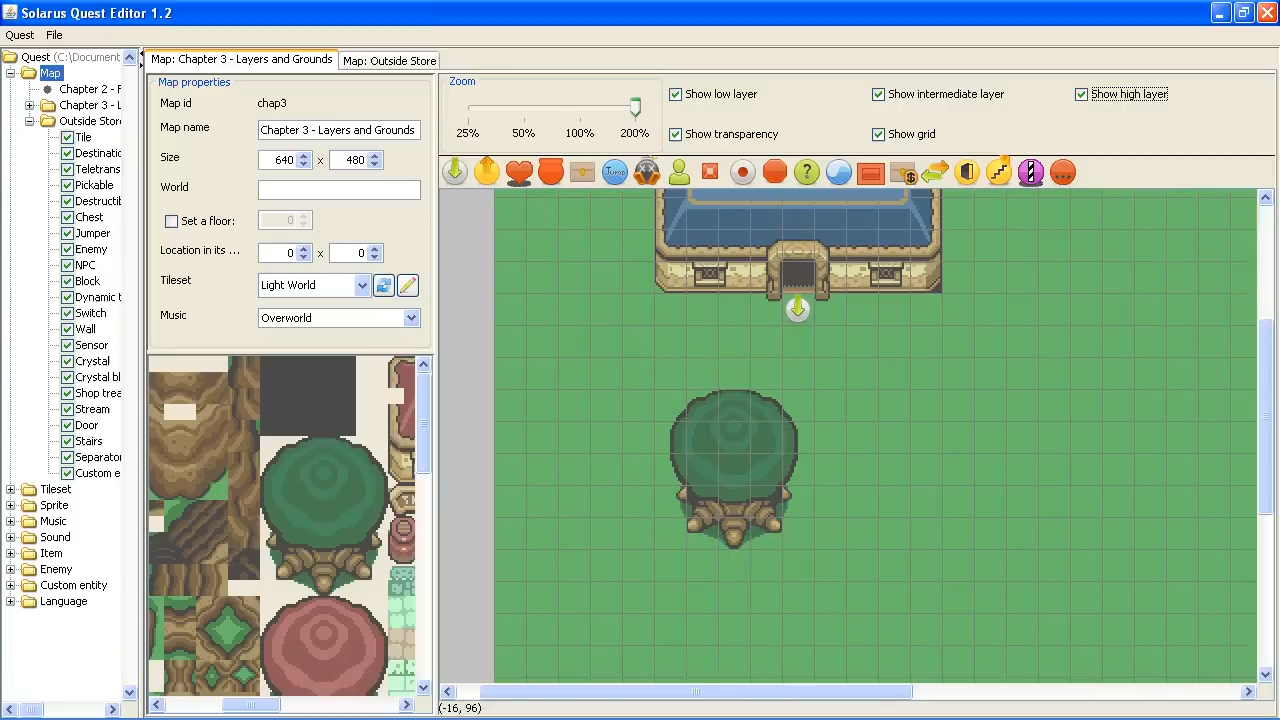 Solarus Quest Editor 1.2
Quest File
Quest (C:\Document
Map
Chapter 2 - F
Chapter 3 - L
Outside Store
Tile
Destinatic
Teletrans
Pickable
Destructib
Chest
Jumper
Enemy
NPC
Block
Dynamic t
Switch
Wall
Sensor
Crystal
Crystal bl
Shop trea
Stream
Door
Stairs
Separator
Custom e
Tileset
Sprite
Music
Sound
Item
Enemy
Custom entity
Language
Map: Chapter 3 - Layers and Grounds
Map: Outside Store
Map properties
Map id chap3
Map name Chapter 3 - Layers and Grounds
Size 640 x 480
World
Set a floor: 0
Location in its ... 0 x 0
Tileset Light World
Music Overworld
Zoom
25% 50% 100% 200%
Show low layer Show intermediate layer Show high layer
Show transparency Show grid
Jump ? $ ...
(-16, 96)